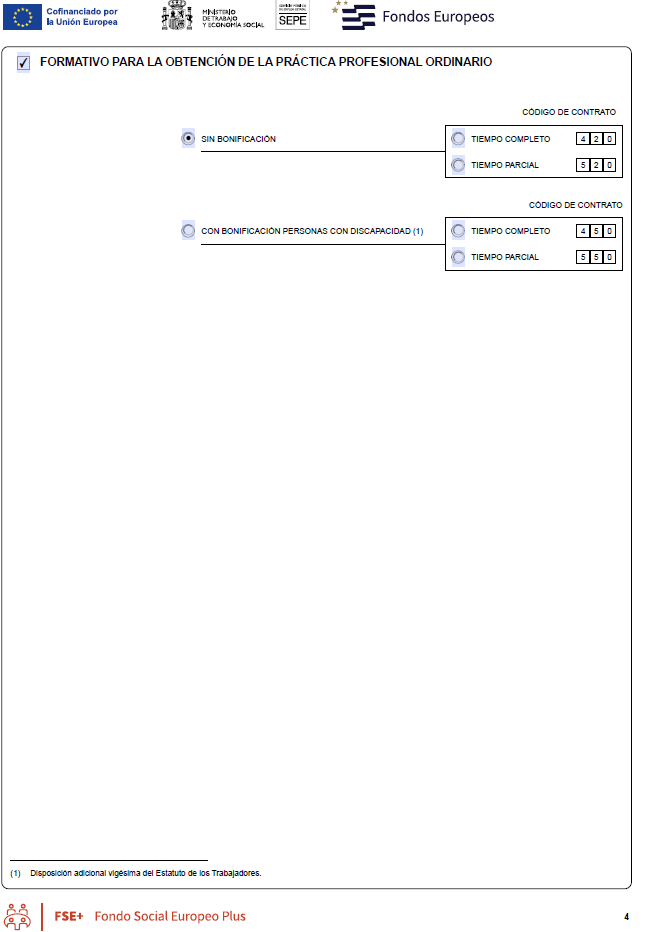 Cofinanciado por
la Unión Europea
MINISTERIO
DE TRABAJO
Y ECONOMÍA SOCIAL
SEPE
Fondos Europeos
✓ FORMATIVO PARA LA OBTENCIÓN DE LA PRÁCTICA PROFESIONAL ORDINARIO
CÓDIGO DE CONTRATO
SIN BONIFICACIÓN
TIEMPO COMPLETO 4 2 0
TIEMPO PARCIAL 5 2 0
CÓDIGO DE CONTRATO
CON BONIFICACIÓN PERSONAS CON DISCAPACIDAD (1)
TIEMPO COMPLETO 4 5 0
TIEMPO PARCIAL 5 5 0
(1) Disposición adicional vigésima del Estatuto de los Trabajadores.
FSE+ Fondo Social Europeo Plus
4